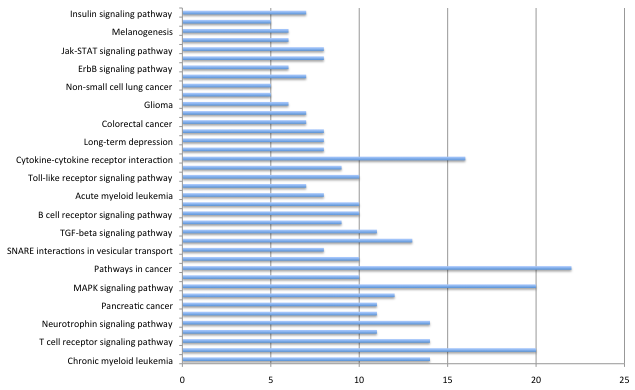 Insulin signaling pathway
Melanogenesis
Jak-STAT signaling pathway
ErbB signaling pathway
Non-small cell lung cancer
Glioma
Colorectal cancer
Long-term depression
Cytokine-cytokine receptor interaction
Toll-like receptor signaling pathway
Acute myeloid leukemia
B cell receptor signaling pathway
TGF-beta signaling pathway
SNARE interactions in vesicular transport
Pathways in cancer
MAPK signaling pathway
Pancreatic cancer
Neurotrophin signaling pathway
T cell receptor signaling pathway
Chronic myeloid leukemia
0 5 10 15 20 25